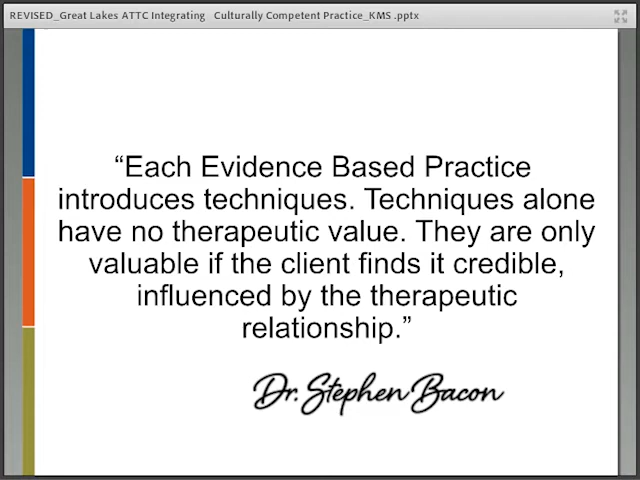 REVISED_Great Lakes ATTC Integrating   Culturally Competent Practice_KMS .pptx
“Each Evidence Based Practice
introduces techniques. Techniques alone
have no therapeutic value. They are only
valuable if the client finds it credible,
influenced by the therapeutic
relationship.”
Dr. Stephen Bacon